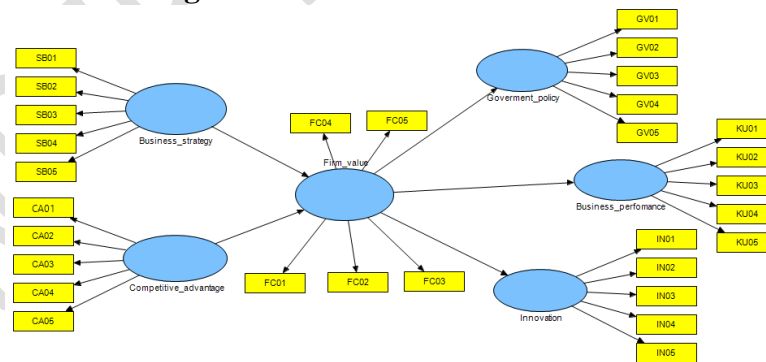 SB01
SB02
SB03
SB04
SB05
Business_strategy
CA01
CA02
CA03
CA04
CA05
Competitive_advantage
FC04
FC05
Firm_value
FC01
FC02
FC03
GV01
GV02
GV03
GV04
GV05
Goverment_policy
KU01
KU02
KU03
KU04
KU05
Business_perfomance
IN01
IN02
IN03
IN04
IN05
Innovation